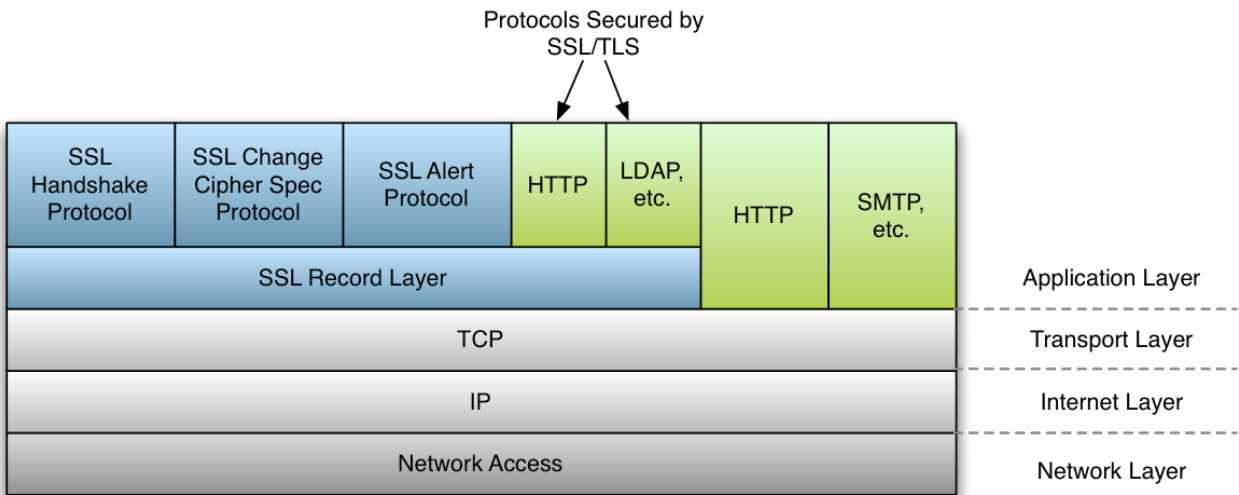 Protocols Secured by
SSL/TLS
SSL
Handshake
Protocol
SSL Change
Cipher Spec
Protocol
SSL Alert
Protocol
HTTP
LDAP,
etc.
HTTP
SMTP,
etc.
SSL Record Layer
Application Layer
TCP
Transport Layer
IP
Internet Layer
Network Access
Network Layer